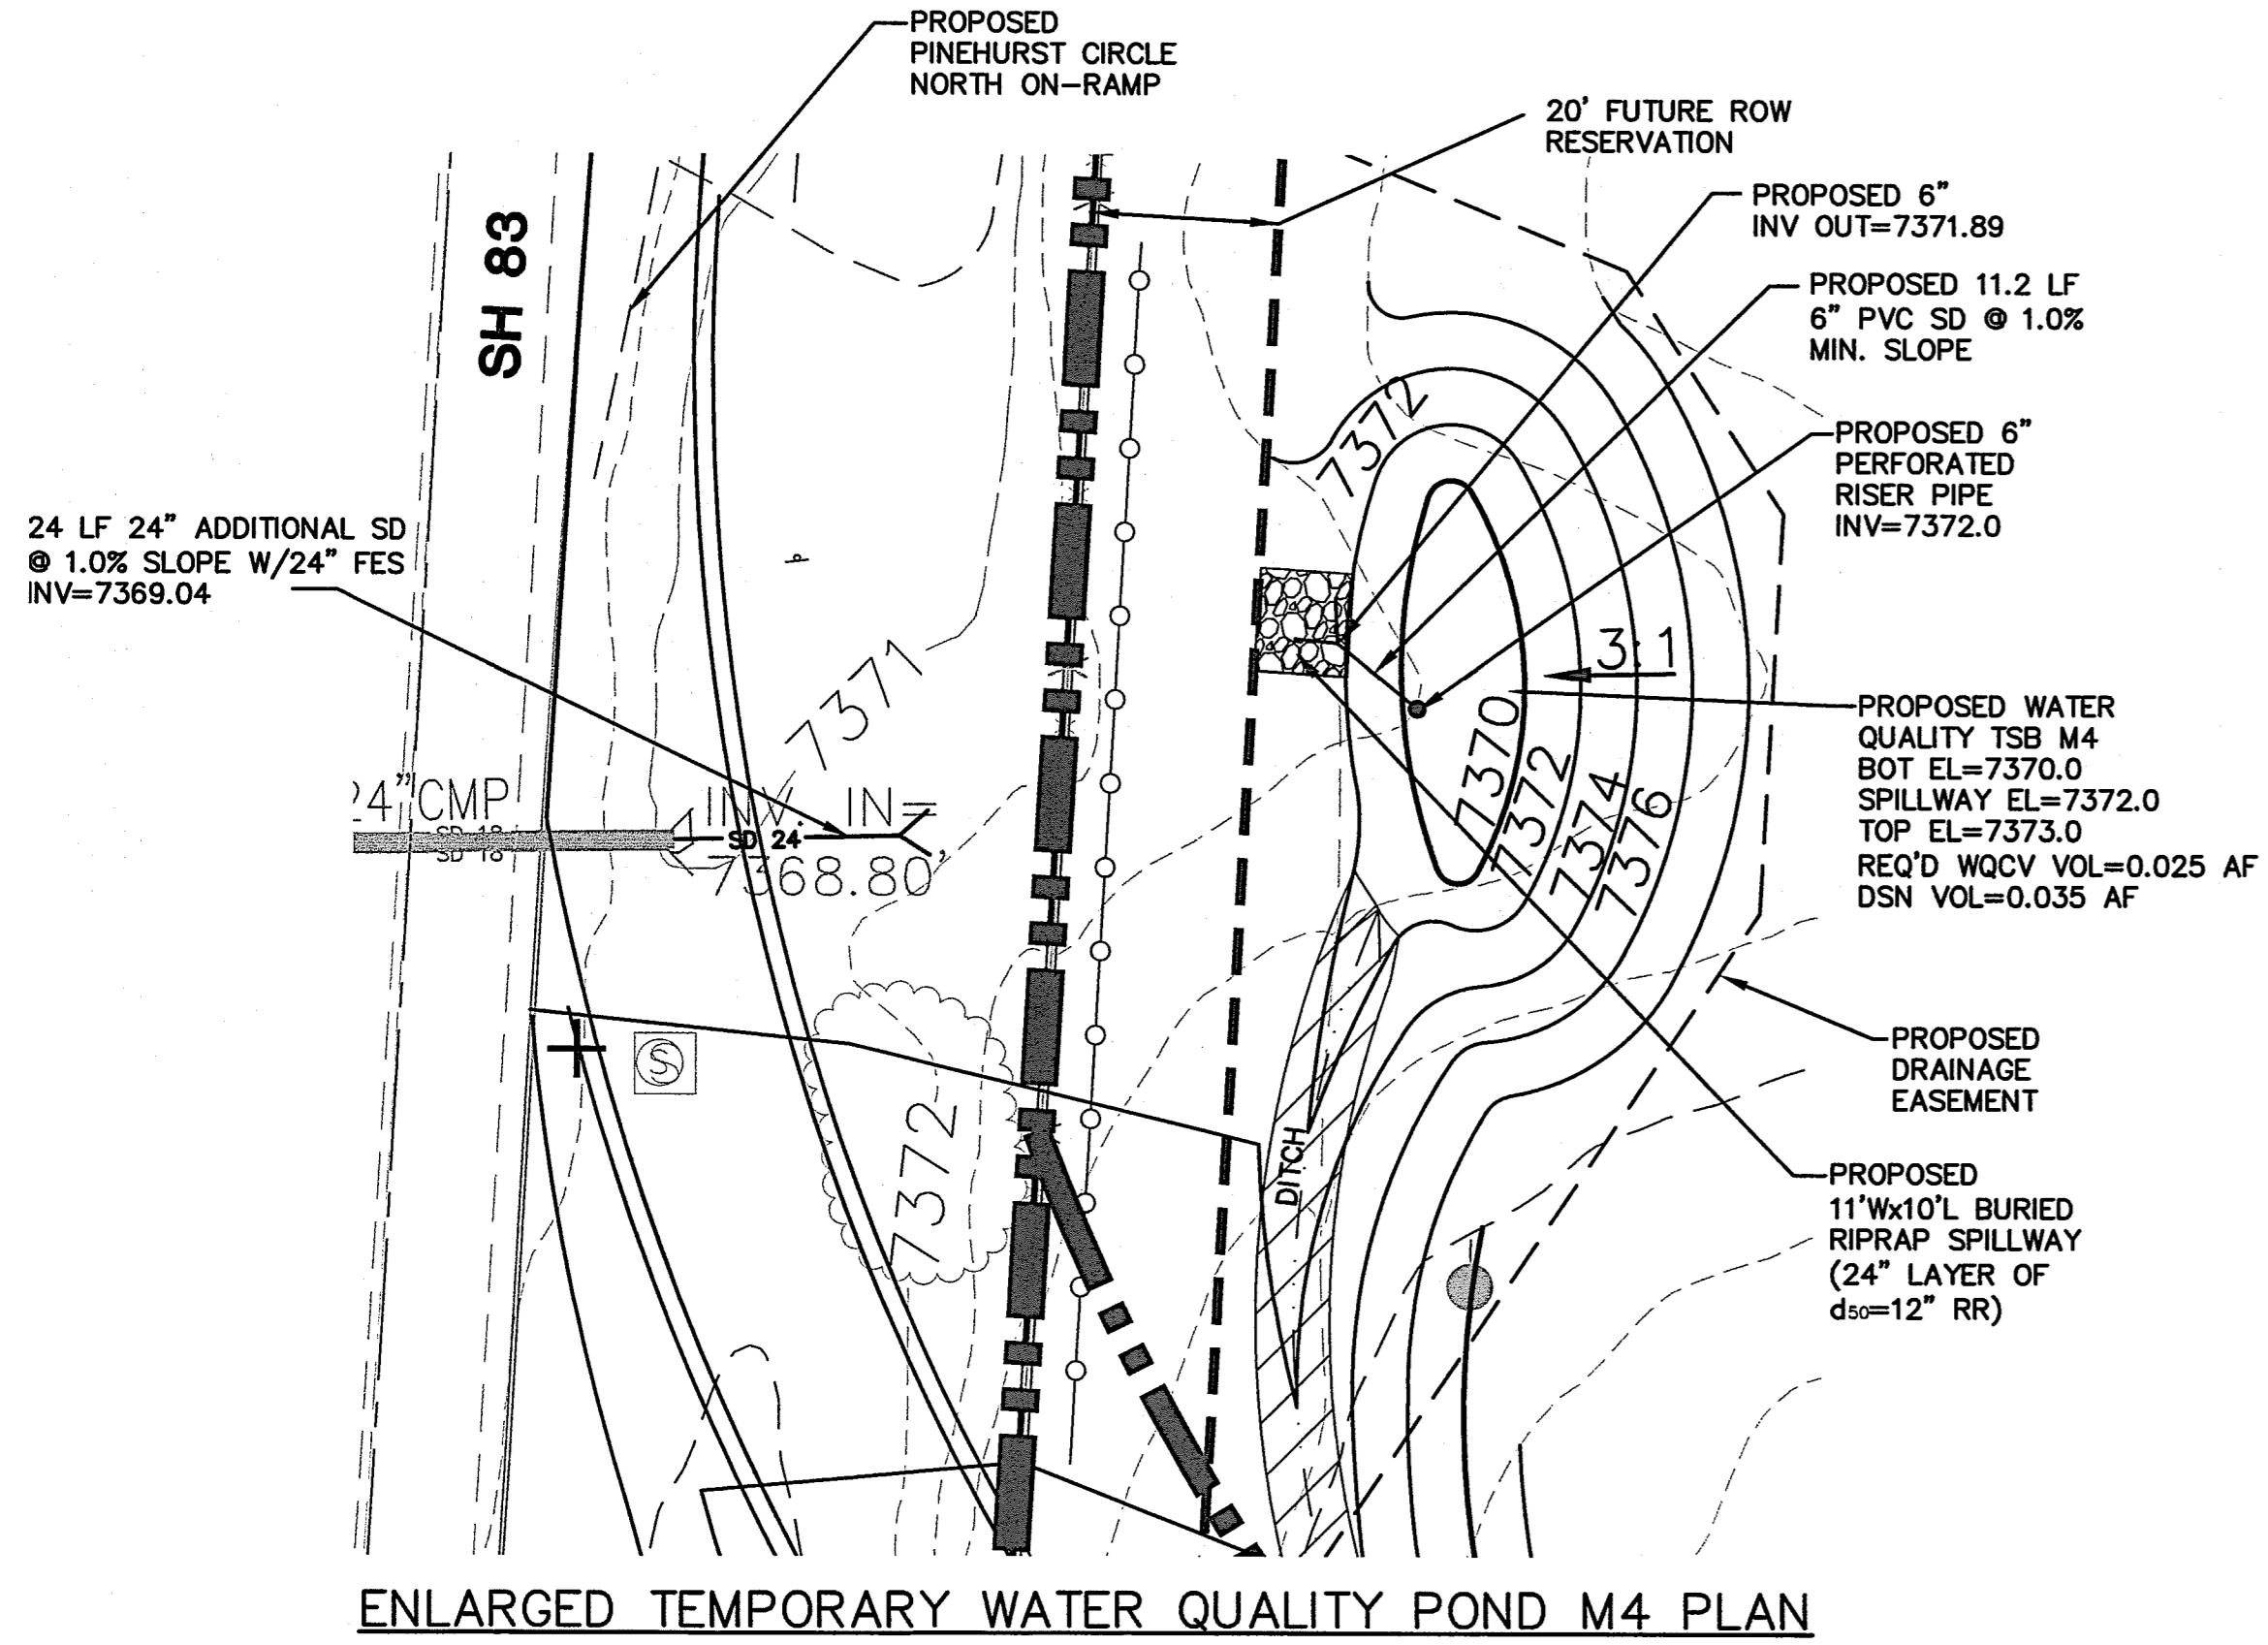 PROPOSED
PINEHURST CIRCLE
NORTH ON-RAMP
20' FUTURE ROW
RESERVATION
PROPOSED 6"
INV OUT=7371.89
PROPOSED 11.2 LF
6" PVC SD @ 1.0%
MIN. SLOPE
PROPOSED 6"
PERFORATED
RISER PIPE
INV=7372.0
SH 83
7372
24 LF 24" ADDITIONAL SD
@ 1.0% SLOPE W/24" FES
INV=7369.04
3:1
7371
PROPOSED WATER
QUALITY TSB M4
BOT EL=7370.0
SPILLWAY EL=7372.0
TOP EL=7373.0
REQ'D WQCV VOL=0.025 AF
DSN VOL=0.035 AF
7370
7372
7374
7376
24"CMP
SD 18
SD 18
INV. IN=
SD 24
7368.80'
S
7372
DITCH
PROPOSED
DRAINAGE
EASEMENT
PROPOSED
11'Wx10'L BURIED
RIPRAP SPILLWAY
(24" LAYER OF
d50=12" RR)
ENLARGED TEMPORARY WATER QUALITY POND M4 PLAN